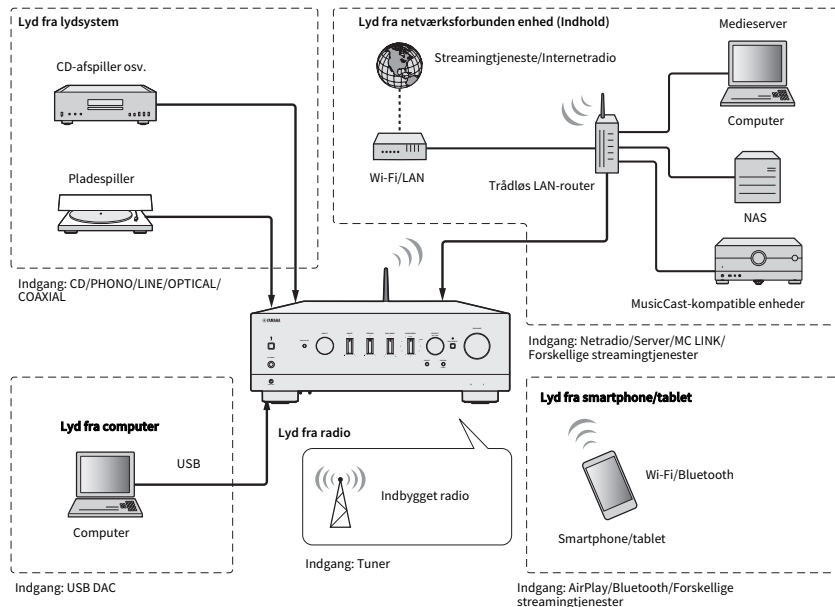 Lyd fra lydsystem
CD-afspiller osv.
Pladespiller
Indgang: CD/PHONO/LINE/OPTICAL/
COAXIAL
Lyd fra netværksforbunden enhed (Indhold)
Streamingtjeneste/Internetradio
Wi-Fi/LAN
Trådløs LAN-router
Medieserver
Computer
NAS
MusicCast-kompatible enheder
Indgang: Netradio/Server/MC LINK/
Forskellige streamingtjenester
YAMAHA
Lyd fra computer
USB
Computer
Indgang: USB DAC
Lyd fra radio
Indbygget radio
Indgang: Tuner
Lyd fra smartphone/tablet
Wi-Fi/Bluetooth
Smartphone/tablet
Indgang: AirPlay/Bluetooth/Forskellige
streamingtjenester